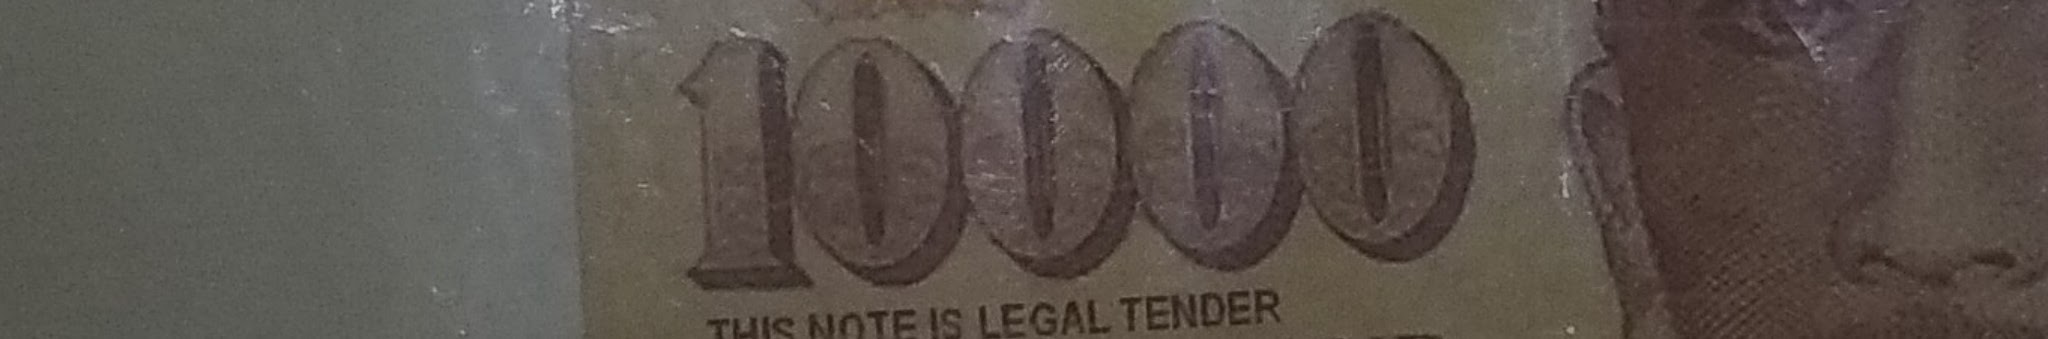 10000
THIS NOTE IS LEGAL TENDER